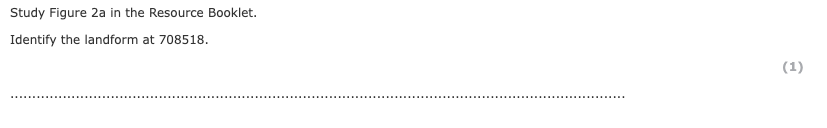 Study Figure 2a in the Resource Booklet.
Identify the landform at 708518.
(1)
............................................................................................................................................